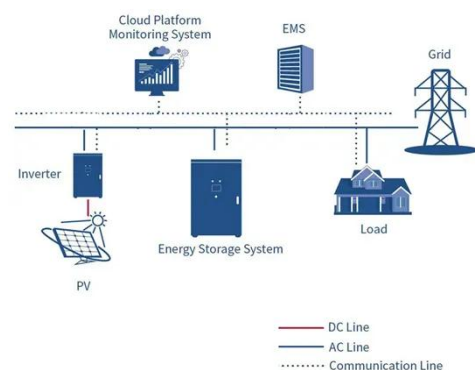 Cloud Platform
Monitoring System
EMS
Grid
Inverter
Energy Storage System
Load
PV
DC Line
AC Line
Communication Line